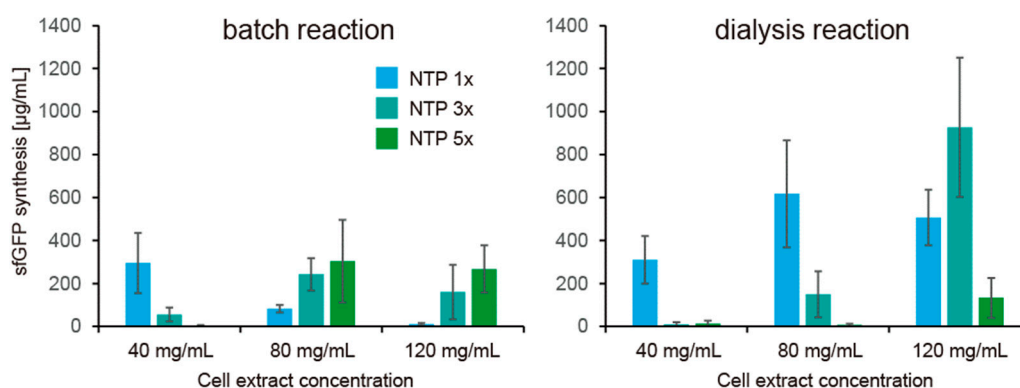 batch reaction
sfGFP synthesis [µg/mL]
1400
1200
1000
800
600
400
200
0
NTP 1x
NTP 3x
NTP 5x
40 mg/mL
80 mg/mL
120 mg/mL
Cell extract concentration
dialysis reaction
1400
1200
1000
800
600
400
200
0
40 mg/mL
80 mg/mL
120 mg/mL
Cell extract concentration